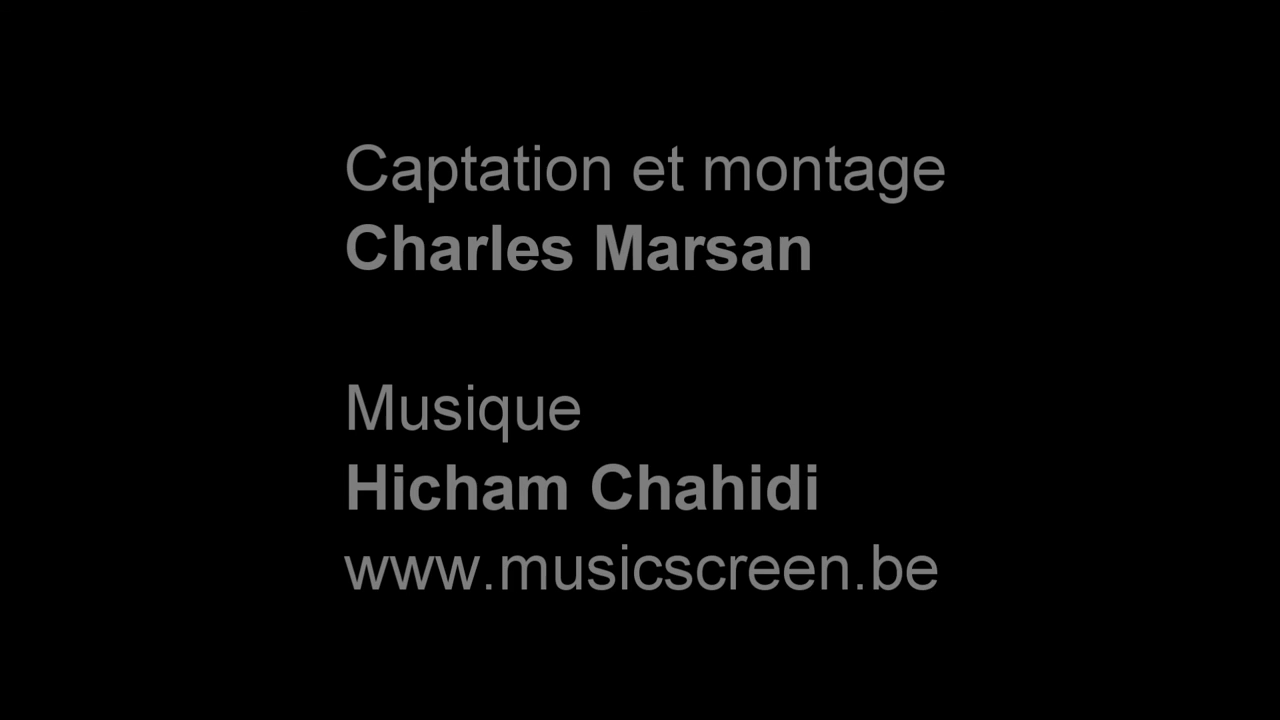 Captation et montage
Charles Marsan
Musique
Hicham Chahidi
www.musicscreen.be